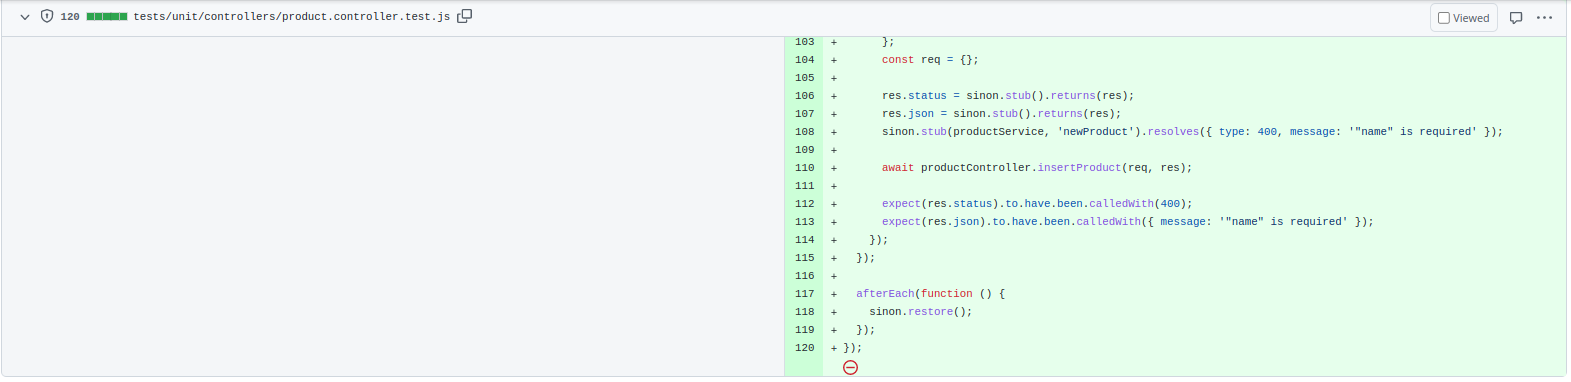 120 tests/unit/controllers/product.controller.test.js Viewed
103 + };
104 + const req = {};
105 +
106 + res.status = sinon.stub().returns(res);
107 + res.json = sinon.stub().returns(res);
108 + sinon.stub(productService, 'newProduct').resolves({ type: 400, message: '"name" is required' });
109 +
110 + await productController.insertProduct(req, res);
111 +
112 + expect(res.status).to.have.been.calledWith(400);
113 + expect(res.json).to.have.been.calledWith({ message: '"name" is required' });
114 + });
115 + });
116 +
117 + afterEach(function () {
118 + sinon.restore();
119 + });
120 + });